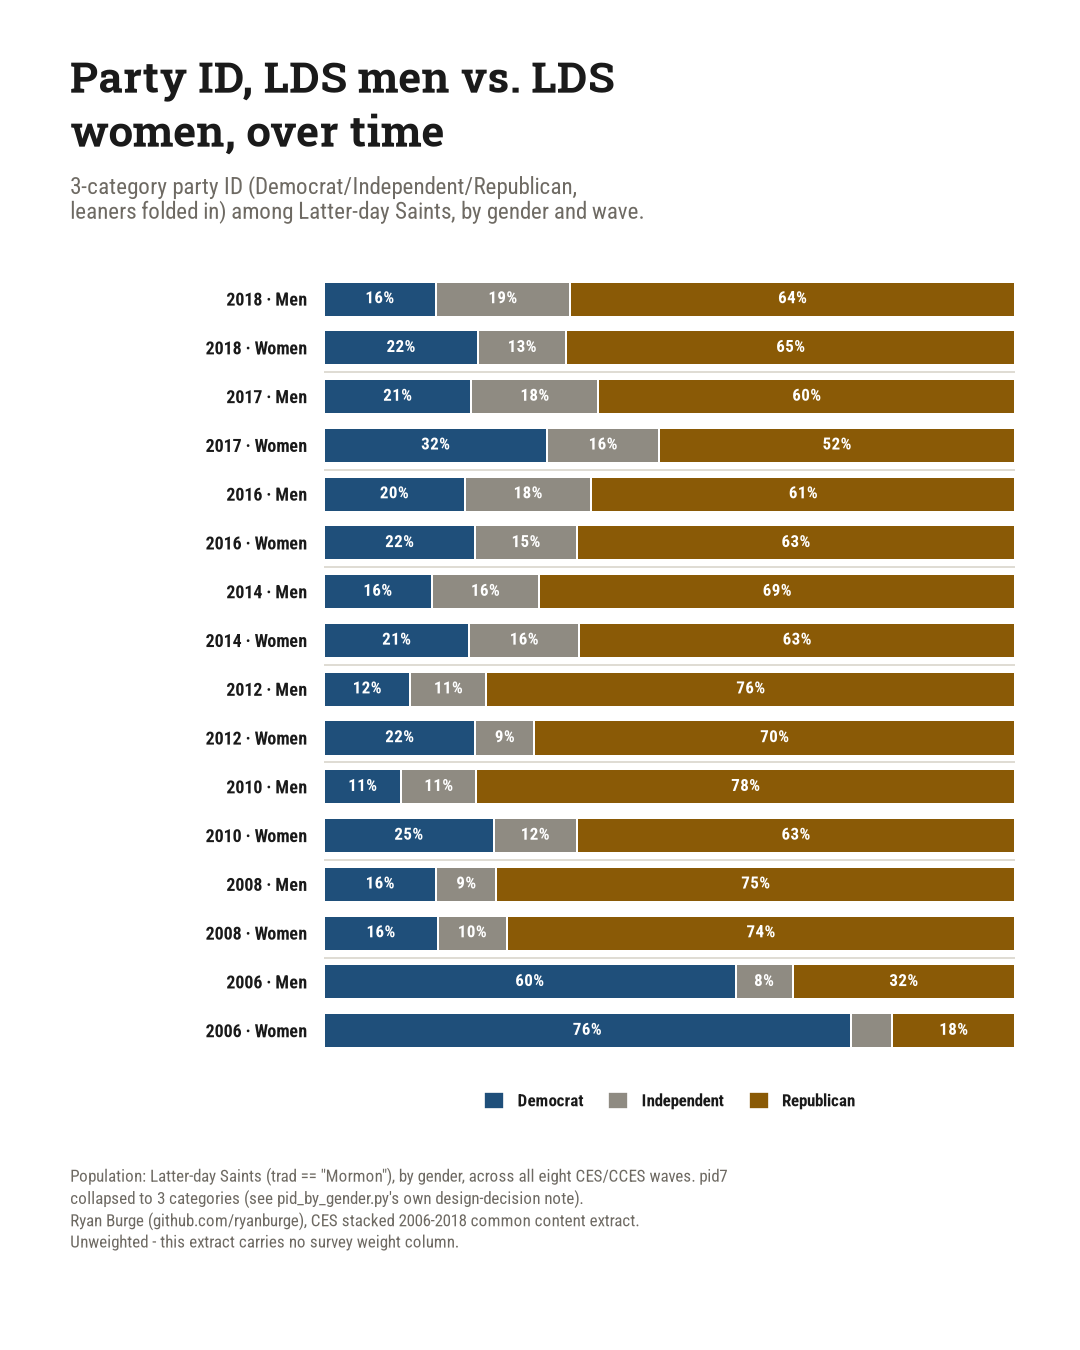 Party ID, LDS men vs. LDS
women, over time
3-category party ID (Democrat/Independent/Republican,
leaners folded in) among Latter-day Saints, by gender and wave.
2018 · Men 16% 19% 64%
2018 · Women 22% 13% 65%
2017 · Men 21% 18% 60%
2017 · Women 32% 16% 52%
2016 · Men 20% 18% 61%
2016 · Women 22% 15% 63%
2014 · Men 16% 16% 69%
2014 · Women 21% 16% 63%
2012 · Men 12% 11% 76%
2012 · Women 22% 9% 70%
2010 · Men 11% 11% 78%
2010 · Women 25% 12% 63%
2008 · Men 16% 9% 75%
2008 · Women 16% 10% 74%
2006 · Men 60% 8% 32%
2006 · Women 76% 18%
Democrat Independent Republican
Population: Latter-day Saints (trad == "Mormon"), by gender, across all eight CES/CCES waves. pid7
collapsed to 3 categories (see pid_by_gender.py's own design-decision note).
Ryan Burge (github.com/ryanburge), CES stacked 2006-2018 common content extract.
Unweighted - this extract carries no survey weight column.